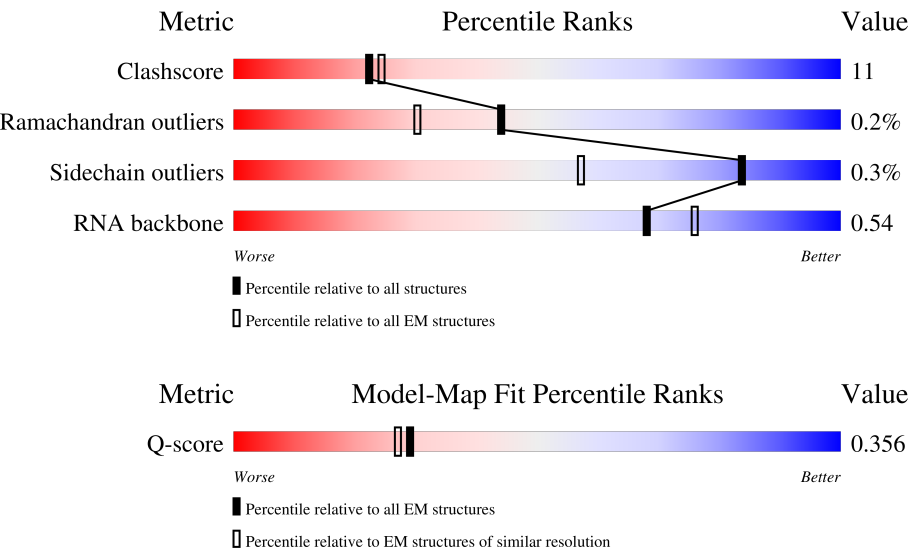 Metric Percentile Ranks Value
Clashscore 11
Ramachandran outliers 0.2%
Sidechain outliers 0.3%
RNA backbone 0.54
Worse Better
Percentile relative to all structures
Percentile relative to all EM structures
Metric Model-Map Fit Percentile Ranks Value
Q-score 0.356
Worse Better
Percentile relative to all EM structures
Percentile relative to EM structures of similar resolution